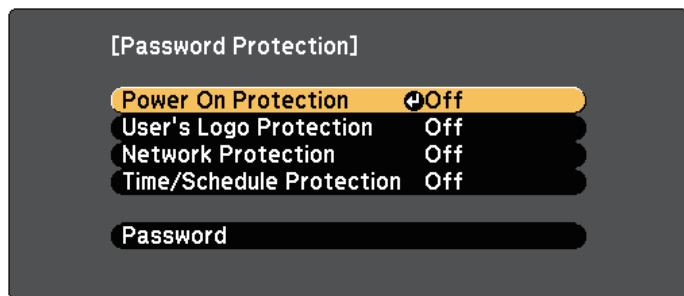 [Password Protection]
Power On Protection Off
User's Logo Protection Off
Network Protection Off
Time/Schedule Protection Off
Password